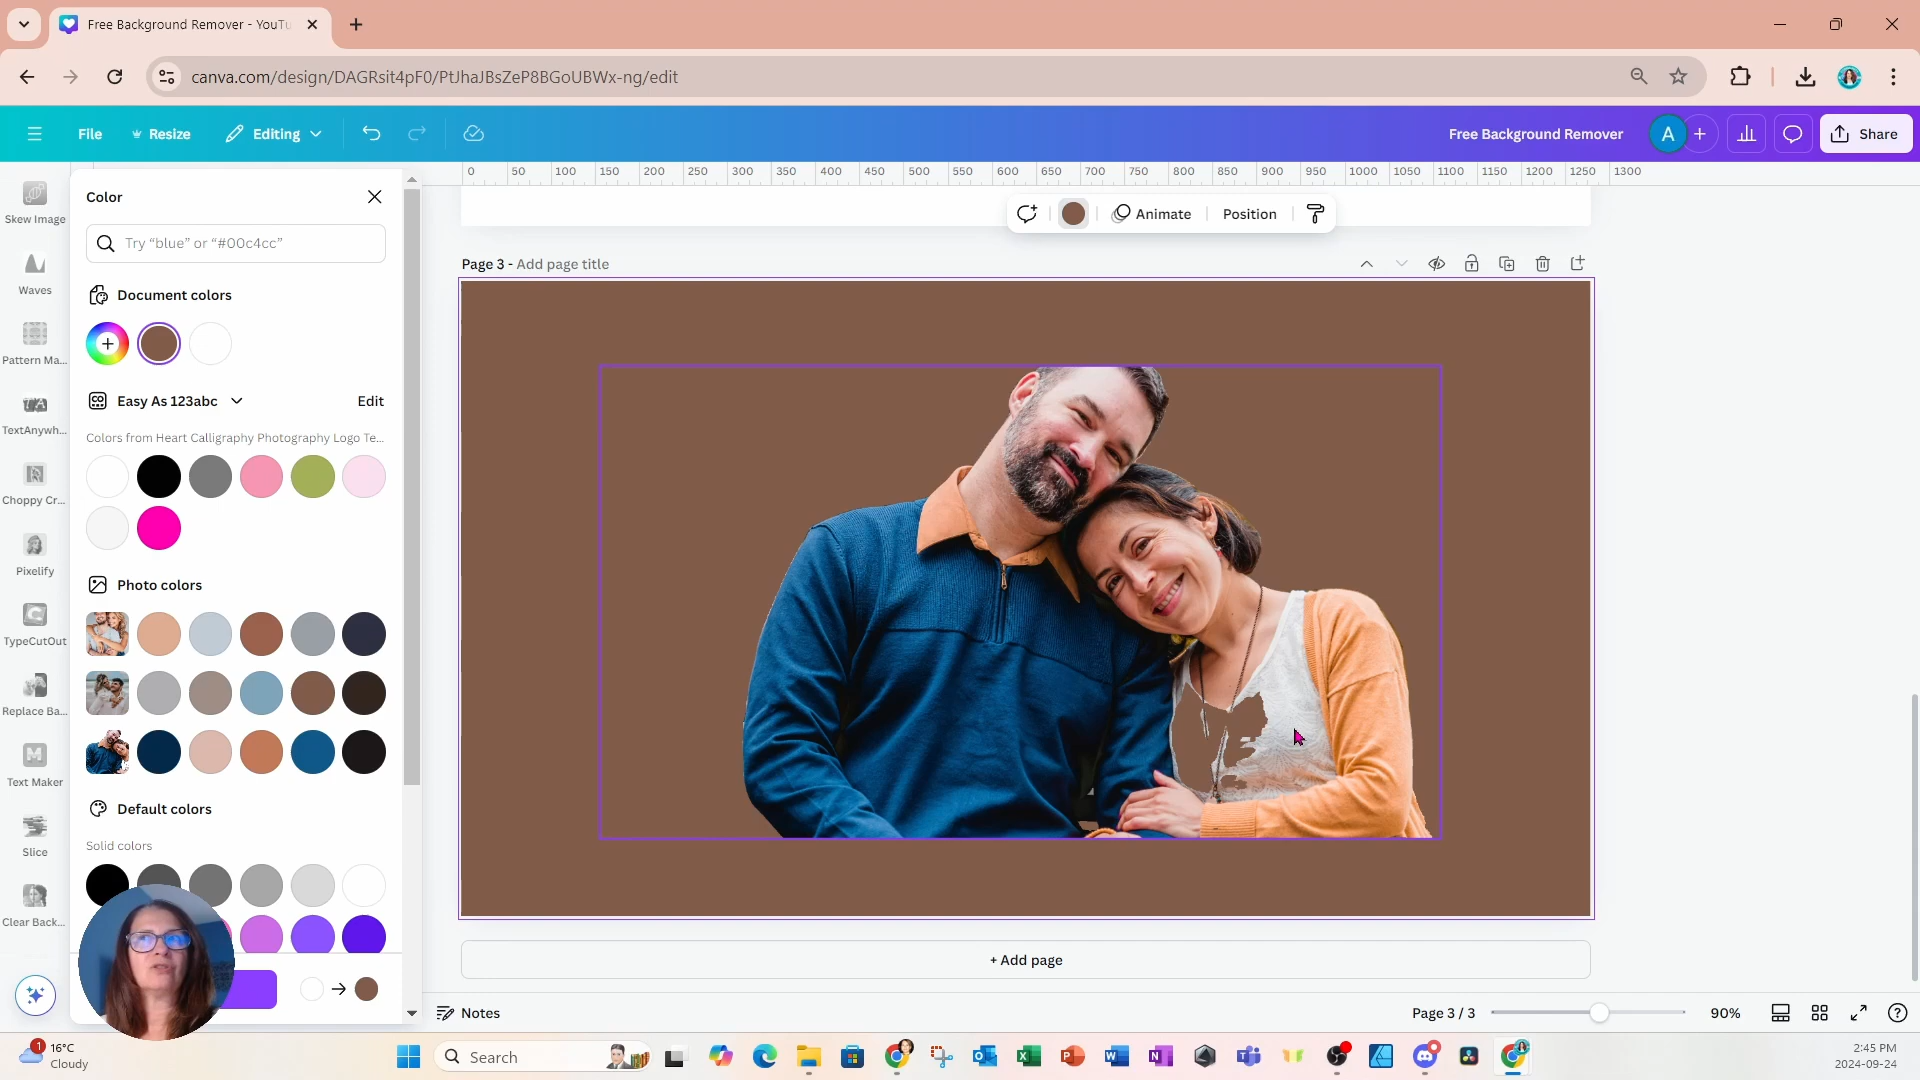 Free Background Remover - YouTu
canva.com/design/DAGRsit4pF0/PtJhaJBsZeP8BGoUBWx-ng/edit
File
Resize
Editing
Free Background Remover
A
Share
0 50 100 150 200 250 300 350 400 450 500 550 600 650 700 750 800 850 900 950 1000 1050 1100 1150 1200 1250 1300
Skew Image
Waves
Pattern Ma...
TextAnywh...
Choppy Cr...
Pixelify
TypeCutOut
Replace Ba...
Text Maker
Slice
Clear Back...
Color
Try “blue” or “#00c4cc”
Document colors
Easy As 123abc
Edit
Colors from Heart Calligraphy Photography Logo Te...
Photo colors
Default colors
Solid colors
Animate
Position
Page 3 - Add page title
+ Add page
Notes
Page 3 / 3
90%
1
16°C
Cloudy
Search
2:45 PM
2024-09-24